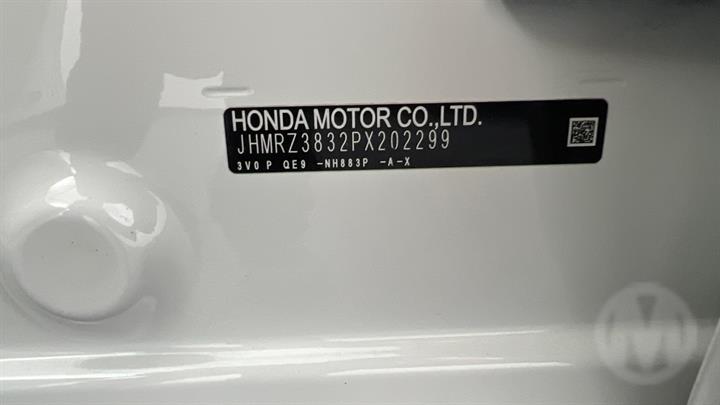 HONDA MOTOR CO.,LTD.
JHMRZ3832PX202299
3V0 P QE9 -NH883P -A-X